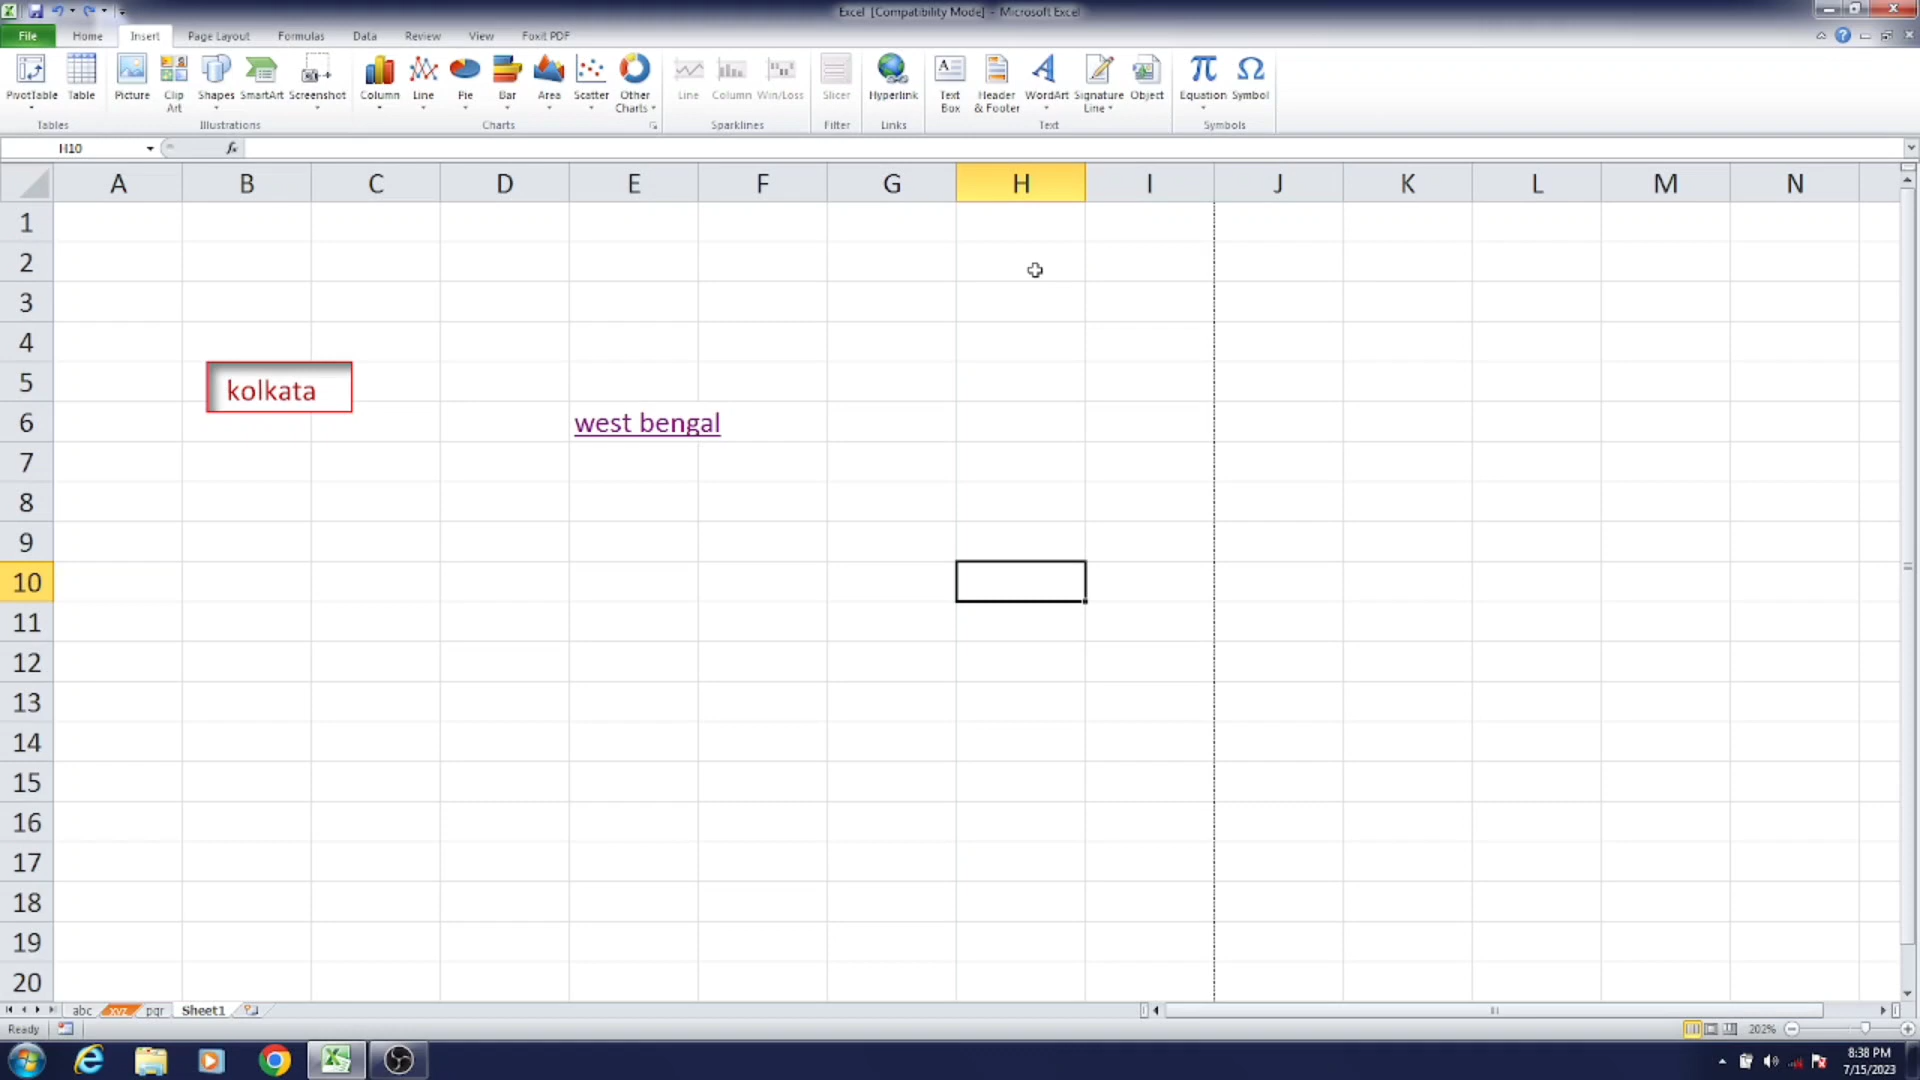 Excel [Compatibility Mode] - Microsoft Excel
File Home Insert Page Layout Formulas Data Review View Foxit PDF
PivotTable Table Picture Clip Art Shapes SmartArt Screenshot Column Line Pie Bar Area Scatter Other Charts Line Column Win/Loss Slicer Hyperlink Text Box Header & Footer WordArt Signature Line Object Equation Symbol
Tables Illustrations Charts Sparklines Filter Links Text Symbols
H10 fx
A B C D E F G H I J K L M N
1
2
3
4
5 kolkata
6 west bengal
7
8
9
10
11
12
13
14
15
16
17
18
19
20
abc xyz pqr Sheet1
Ready 202%
8:38 PM
7/15/2023